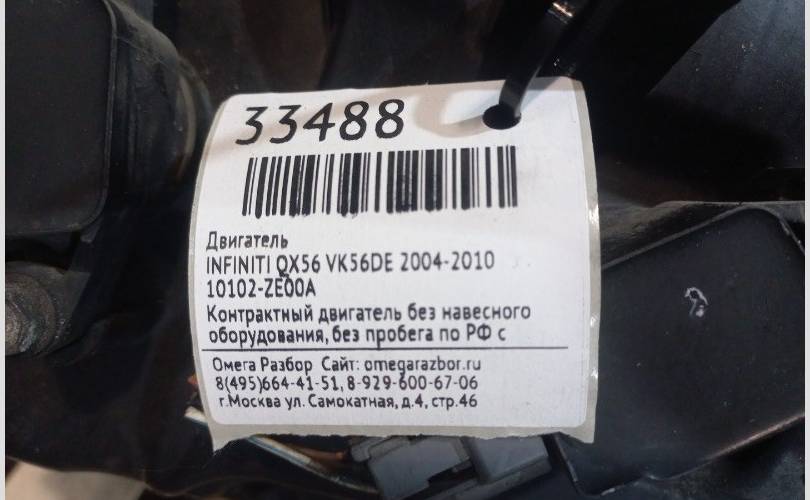 33488
Двигатель
INFINITI QX56 VK56DE 2004-2010
10102-ZE00A
Контрактный двигатель без навесного
оборудования, без пробега по РФ с
Омега Разбор Сайт: omegarazbor.ru
8(495)664-41-51, 8-929-600-67-06
г.Москва ул. Самокатная, д.4, стр.46